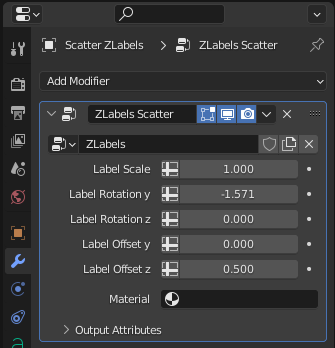 Scatter ZLabels > ZLabels Scatter
Add Modifier
ZLabels Scatter
ZLabels
Label Scale 1.000
Label Rotation y -1.571
Label Rotation z 0.000
Label Offset y 0.000
Label Offset z 0.500
Material
Output Attributes